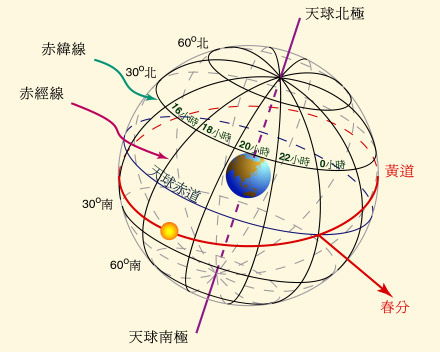 天球北極
赤緯線
60°北
30°北
赤經線
16小時
18小時
20小時
22小時
0小時
黃道
天球赤道
30°南
60°南
春分
天球南極